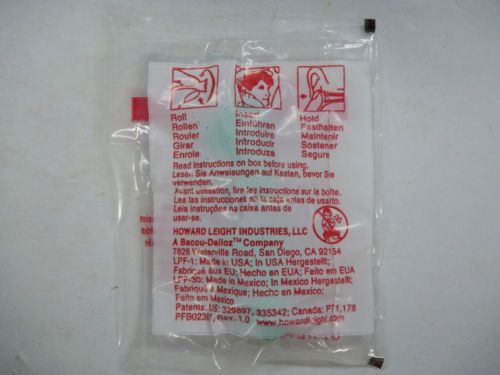 Roll
Rollen
Rouler
Girar
Enrole
Insert
Einführen
Introduire
Introducir
Introduza
Hold
Festhalten
Maintenir
Sostener
Segure
Read instructions on box before using.
Lesen Sie Anweisungen auf Kasten, bevor Sie
verwenden.
Avant utilisation, lire les instructions sur la boîte.
Lea las instrucciones en la caja antes de usarlo.
Leia instruções na caixa antes de
usar-se.
HOWARD LEIGHT INDUSTRIES, LLC
A Bacou-Dalloz™ Company
7828 Waterville Road, San Diego, CA 92154
LPF-1: Made in USA; In USA Hergestellt;
Fabriqué aux EU; Hecho en EUA; Feito em EUA
LPF-30: Made in Mexico; In Mexico Hergestellt;
Fabriqué à Mexique; Hecho en Mexico;
Feito em Mexico
Patents: US: 329897, 335342; Canada: P71,178
Rev. 1.0 www.howardleight.com